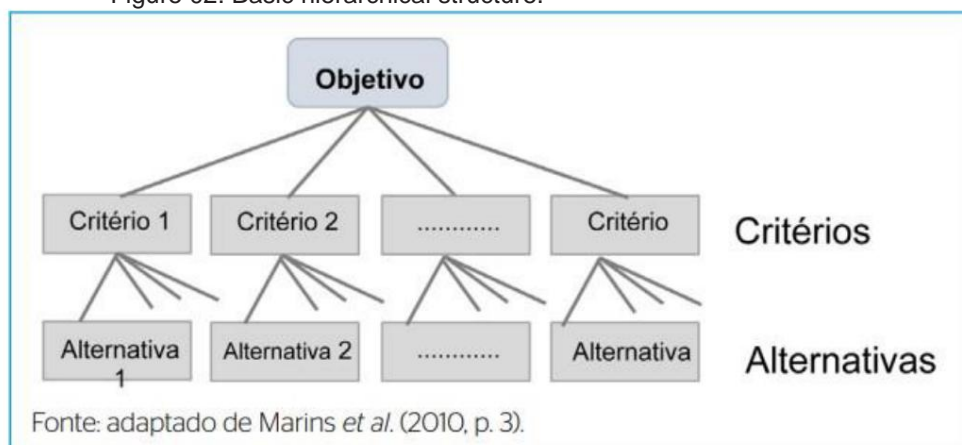 Figure 02: Basic hierarchical structure.
Objetivo
Critério 1 Critério 2 ............ Critério Critérios
Alternativa 1 Alternativa 2 ............ Alternativa Alternativas
Fonte: adaptado de Marins et al. (2010, p. 3).